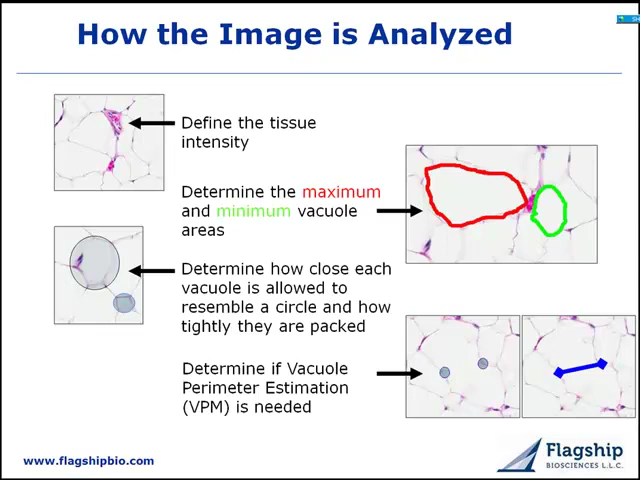 How the Image is Analyzed
SH
Define the tissue
intensity
Determine the maximum
and minimum vacuole
areas
Determine how close each
vacuole is allowed to
resemble a circle and how
tightly they are packed
Determine if Vacuole
Perimeter Estimation
(VPM) is needed
www.flagshipbio.com
Flagship
BIOSCIENCES L.L.C.